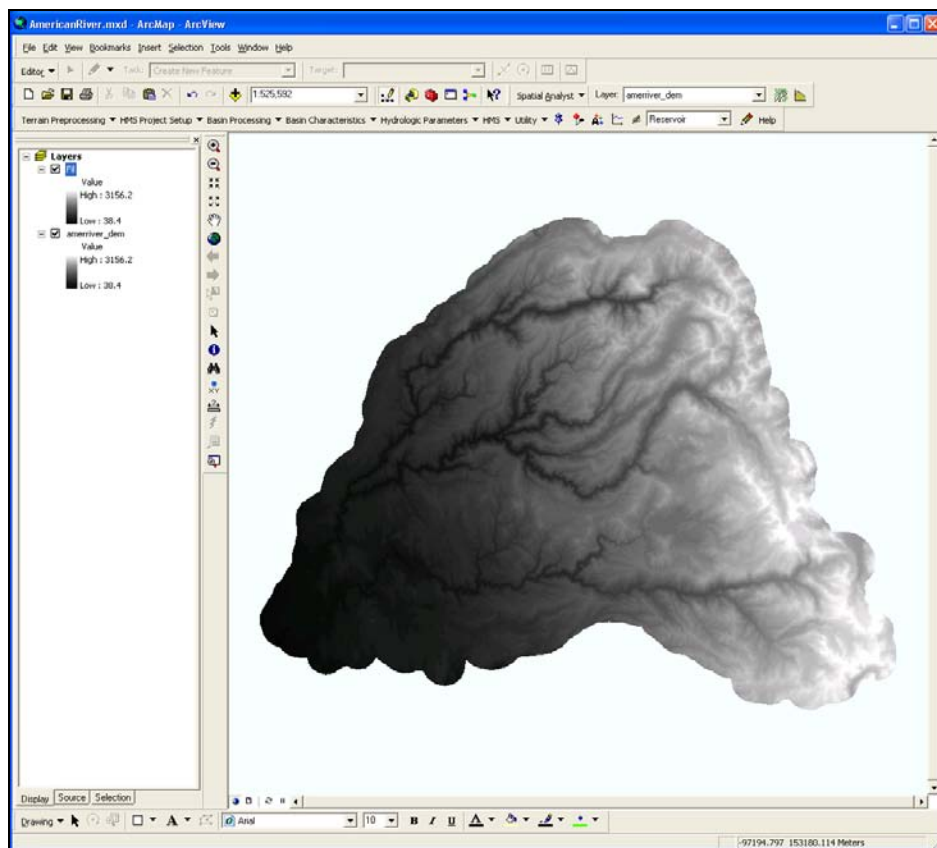 AmericanRiver.mxd - ArcMap - ArcView
File Edit View Bookmarks Insert Selection Tools Window Help
Editor Task: Create New Feature Target:
1:525,592 Spatial Analyst Layer: amerriver_dem
Terrain Preprocessing HMS Project Setup Basin Processing Basin Characteristics Hydrologic Parameters HMS Utility Reservoir Help
Layers
Fil
Value
High : 3156.2
Low : 38.4
amerriver_dem
Value
High : 3156.2
Low : 38.4
Display Source Selection
Drawing A Arial 10 B I U A
-97194.797 153180.114 Meters